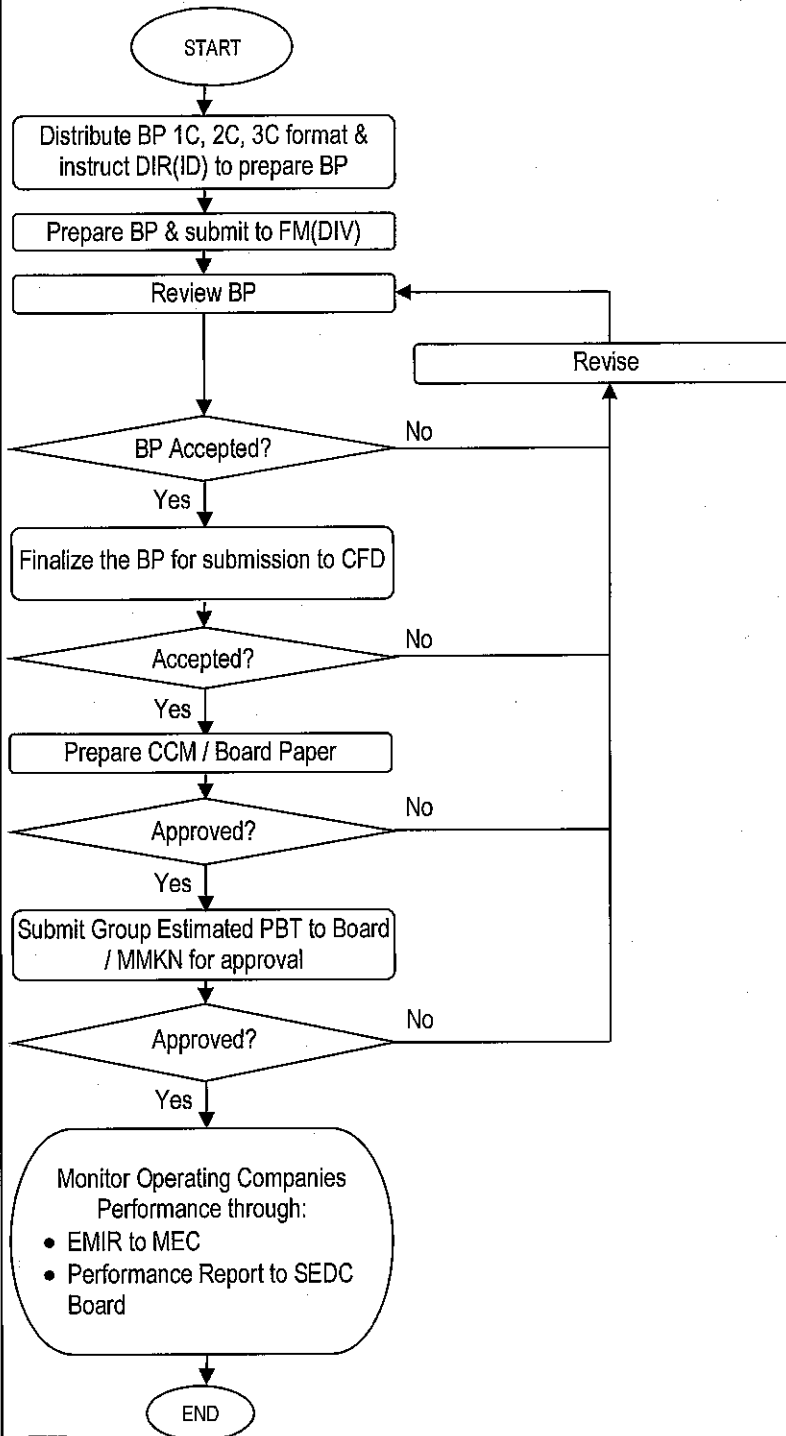 START
Distribute BP 1C, 2C, 3C format &
instruct DIR(ID) to prepare BP
Prepare BP & submit to FM(DIV)
Review BP
Revise
BP Accepted?
No
Yes
Finalize the BP for submission to CFD
Accepted?
No
Yes
Prepare CCM / Board Paper
Approved?
No
Yes
Submit Group Estimated PBT to Board
/ MMKN for approval
Approved?
No
Yes
Monitor Operating Companies
Performance through:
• EMIR to MEC
• Performance Report to SEDC
Board
END